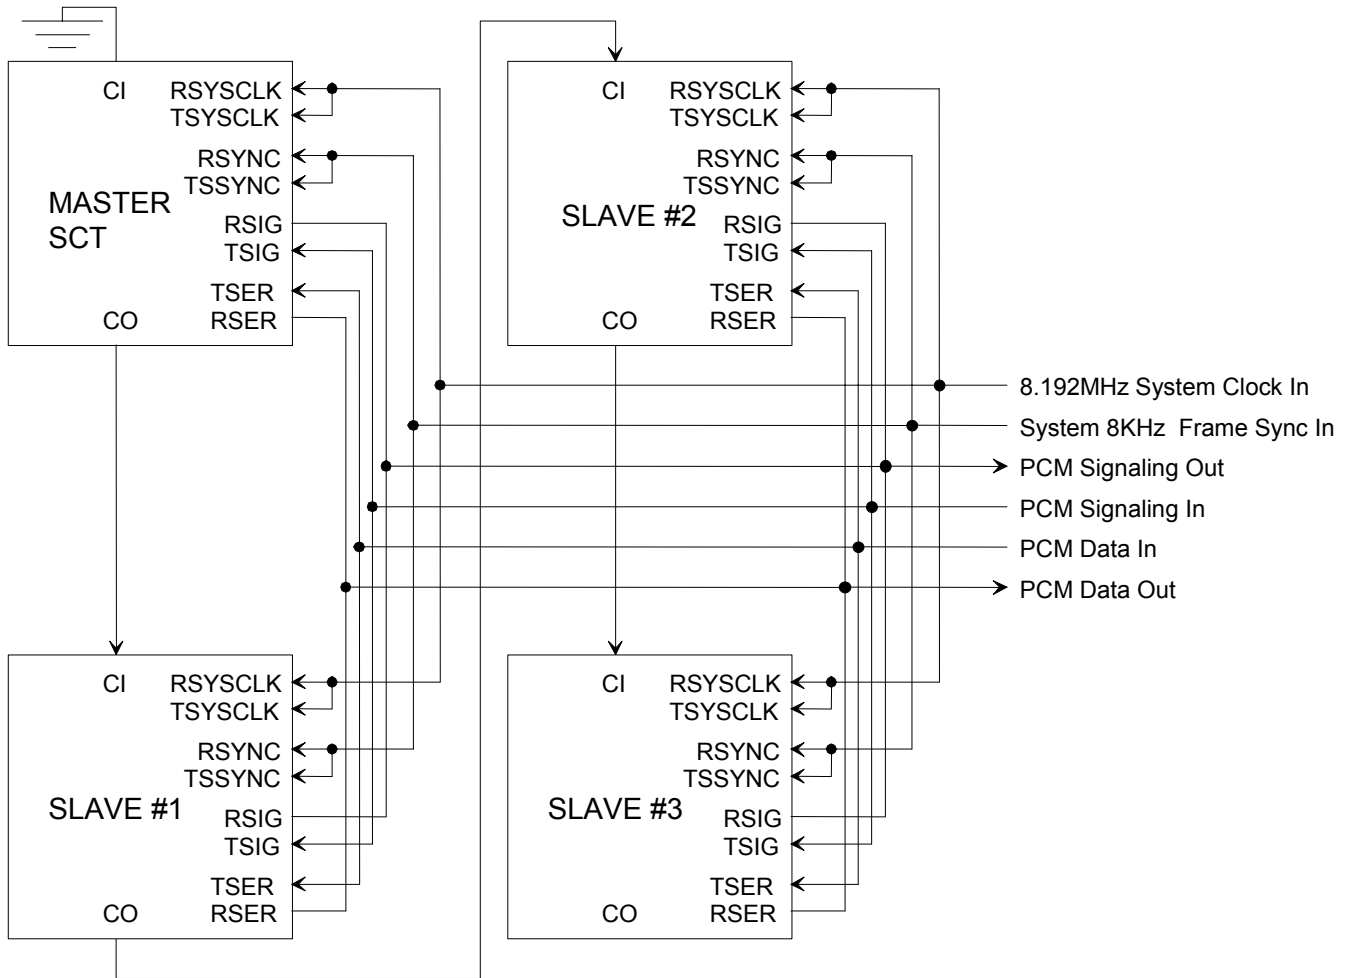 CI RSYSCLK
TSYSCLK
RSYNC
TSSYNC
MASTER
SCT
RSIG
TSIG
TSER
CO RSER
CI RSYSCLK
TSYSCLK
RSYNC
TSSYNC
SLAVE #2
RSIG
TSIG
TSER
CO RSER
8.192MHz System Clock In
System 8KHz Frame Sync In
PCM Signaling Out
PCM Signaling In
PCM Data In
PCM Data Out
CI RSYSCLK
TSYSCLK
RSYNC
TSSYNC
SLAVE #1
RSIG
TSIG
TSER
CO RSER
CI RSYSCLK
TSYSCLK
RSYNC
TSSYNC
SLAVE #3
RSIG
TSIG
TSER
CO RSER